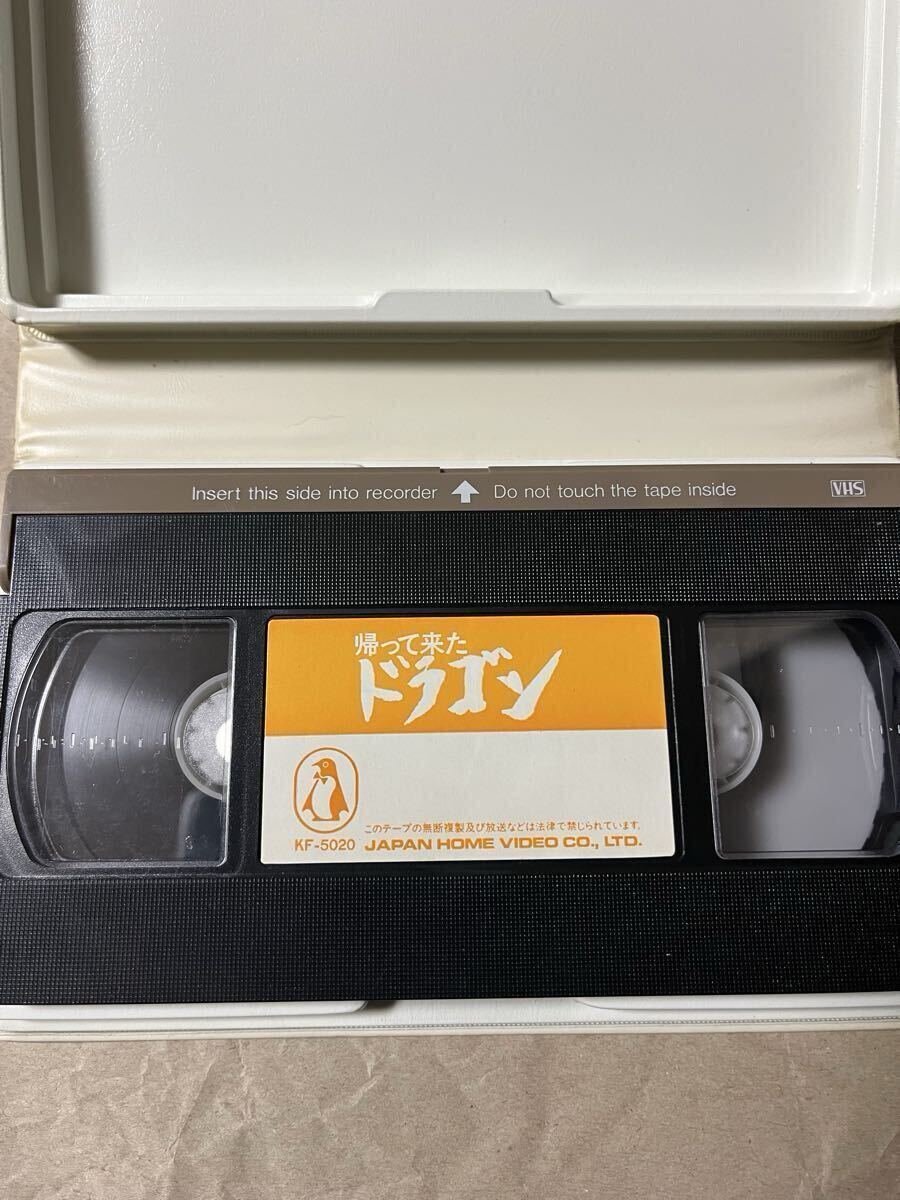 Insert this side into recorder ↑ Do not touch the tape inside VHS
帰って来た
ドラゴン
このテープの無断複製及び放送などは法律で禁じられています。
KF-5020 JAPAN HOME VIDEO CO., LTD.